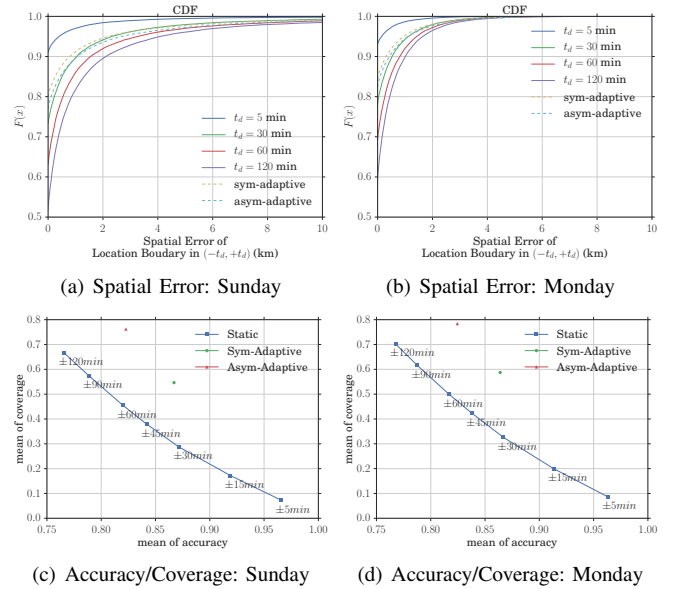 CDF
1.0
0.9
0.8
0.7
0.6
0.5
F(x)
t_d = 5 min
t_d = 30 min
t_d = 60 min
t_d = 120 min
sym-adaptive
asym-adaptive
0 2 4 6 8 10
Spatial Error of
Location Boudary in (−t_d, +t_d) (km)
(a) Spatial Error: Sunday
CDF
1.0
0.9
0.8
0.7
0.6
0.5
F(x)
t_d = 5 min
t_d = 30 min
t_d = 60 min
t_d = 120 min
sym-adaptive
asym-adaptive
0 2 4 6 8 10
Spatial Error of
Location Boudary in (−t_d, +t_d) (km)
(b) Spatial Error: Monday
0.8
0.7
0.6
0.5
0.4
0.3
0.2
0.1
0.0
mean of coverage
Static
Sym-Adaptive
Asym-Adaptive
±120min
±90min
±60min
±45min
±30min
±15min
±5min
0.75 0.80 0.85 0.90 0.95 1.00
mean of accuracy
(c) Accuracy/Coverage: Sunday
0.8
0.7
0.6
0.5
0.4
0.3
0.2
0.1
0.0
mean of coverage
Static
Sym-Adaptive
Asym-Adaptive
±120min
±90min
±60min
±45min
±30min
±15min
±5min
0.75 0.80 0.85 0.90 0.95 1.00
mean of accuracy
(d) Accuracy/Coverage: Monday